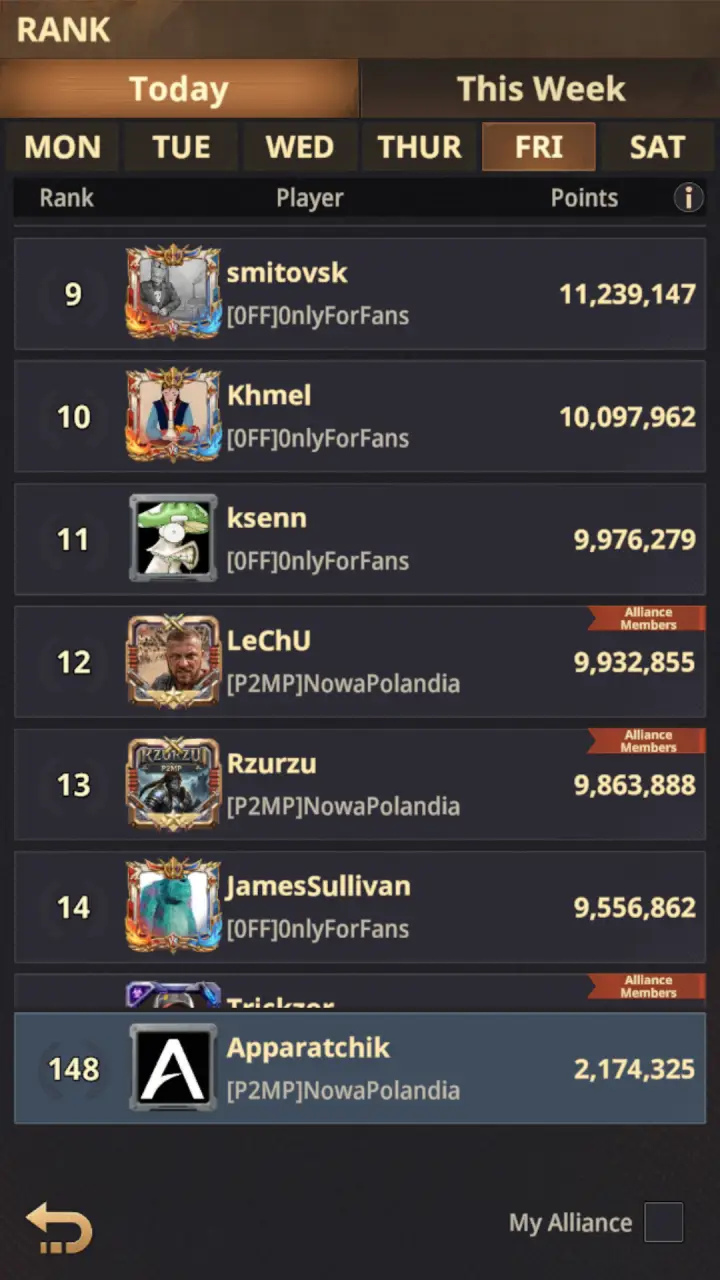 RANK
Today
This Week
MON
TUE
WED
THUR
FRI
SAT
Rank
Player
Points
9
smitovsk
[0FF]0nlyForFans
11,239,147
10
Khmel
[0FF]0nlyForFans
10,097,962
11
ksenn
[0FF]0nlyForFans
9,976,279
Alliance
Members
12
LeChU
[P2MP]NowaPolandia
9,932,855
Alliance
Members
13
KZURZU
P2MP
Rzurzu
[P2MP]NowaPolandia
9,863,888
14
JamesSullivan
[0FF]0nlyForFans
9,556,862
Alliance
Members
148
Apparatchik
[P2MP]NowaPolandia
2,174,325
My Alliance